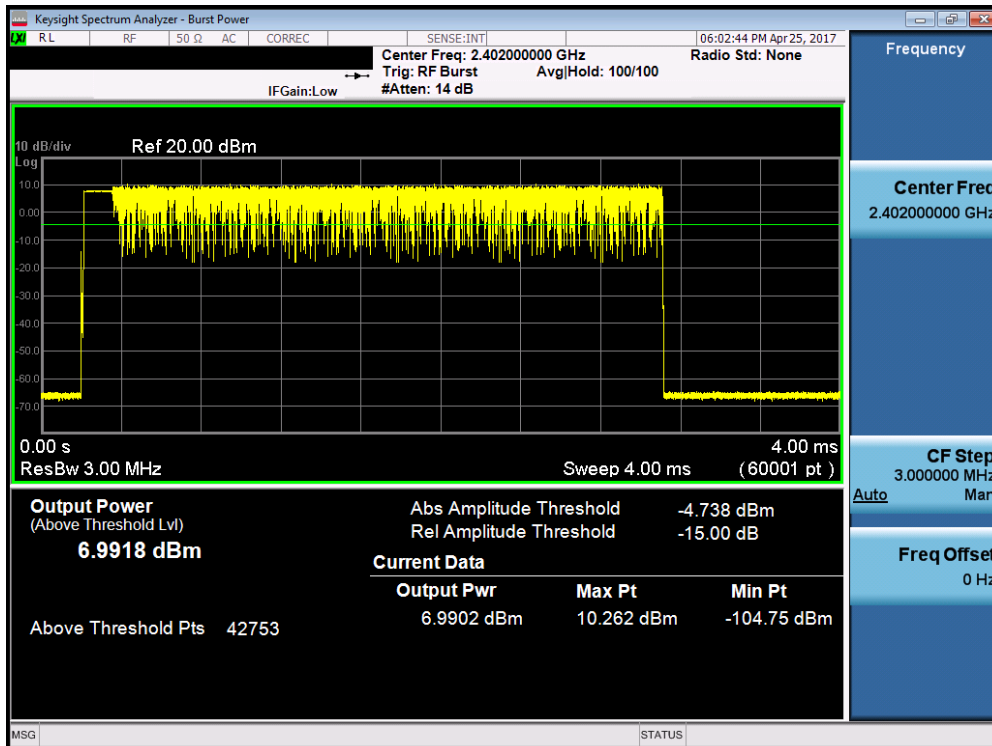 Keysight Spectrum Analyzer - Burst Power
LXI RL RF 50 Ω AC CORREC SENSE:INT 06:02:44 PM Apr 25, 2017
Center Freq: 2.402000000 GHz Radio Std: None
Trig: RF Burst Avg|Hold: 100/100
IFGain:Low #Atten: 14 dB
10 dB/div Ref 20.00 dBm
Log
10.0
0.00
-10.0
-20.0
-30.0
-40.0
-50.0
-60.0
-70.0
0.00 s 4.00 ms
ResBw 3.00 MHz Sweep 4.00 ms (60001 pt )
Output Power
(Above Threshold Lvl)
6.9918 dBm
Above Threshold Pts 42753
Abs Amplitude Threshold -4.738 dBm
Rel Amplitude Threshold -15.00 dB
Current Data
Output Pwr Max Pt Min Pt
6.9902 dBm 10.262 dBm -104.75 dBm
Frequency
Center Freq
2.402000000 GHz
CF Step
3.000000 MHz
Auto Man
Freq Offset
0 Hz
MSG STATUS